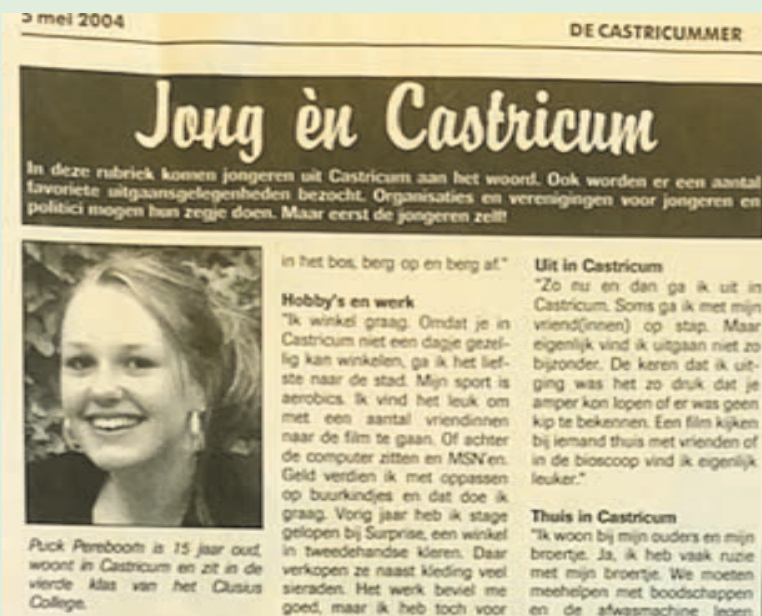 5 mei 2004
DE CASTRICUMMER
Jong èn Castricum
In deze rubriek komen jongeren uit Castricum aan het woord. Ook worden er een aantal
favoriete uitgaansgelegenheden bezocht. Organisaties en verenigingen voor jongeren en
politici mogen hun zegje doen. Maar eerst de jongeren zelf!
Puck Pereboom is 15 jaar oud,
woont in Castricum en zit in de
vierde klas van het Clusius
College.
in het bos, berg op en berg af."
Hobby's en werk
"Ik winkel graag. Omdat je in
Castricum niet een dagje gezel-
lig kan winkelen, ga ik het lief-
ste naar de stad. Mijn sport is
aerobics. Ik vind het leuk om
met een aantal vriendinnen
naar de film te gaan. Of achter
de computer zitten en MSN'en.
Geld verdien ik met oppassen
op buurkindjes en dat doe ik
graag. Vorig jaar heb ik stage
gelopen bij Surprise, een winkel
in tweedehandse kleren. Daar
verkopen ze naast kleding veel
sieraden. Het werk beviel me
goed, maar ik heb toch voor
Uit in Castricum
"Zo nu en dan ga ik uit in
Castricum. Soms ga ik met mijn
vriend(innen) op stap. Maar
eigenlijk vind ik uitgaan niet zo
bijzonder. De keren dat ik uit-
ging was het zo druk dat je
amper kon lopen of er was geen
kip te bekennen. Een film kijken
bij iemand thuis met vrienden of
in de bioscoop vind ik eigenlijk
leuker."
Thuis in Castricum
"Ik woon bij mijn ouders en mijn
broertje. Ja, ik heb vaak ruzie
met mijn broertje. We moeten
meehelpen met boodschappen
en de afwasmachine legen